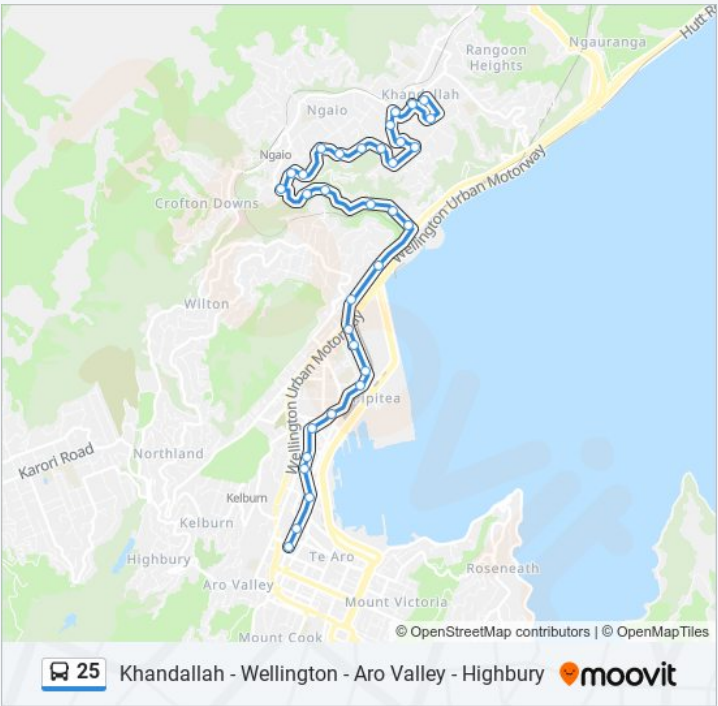 Hutt R
Ngauranga
Rangoon
Heights
Khandallah
Ngaio
Ngaio
Crofton Downs
Wellington Urban Motorway
Wilton
Wellington Urban Motorway
ipitea
Karori Road
Northland
Kelburn
Kelburn
Highbury
Te Aro
Roseneath
Aro Valley
Mount Victoria
Mount Cook
© OpenStreetMap contributors | © OpenMapTiles
25 Khandallah - Wellington - Aro Valley - Highbury moovit